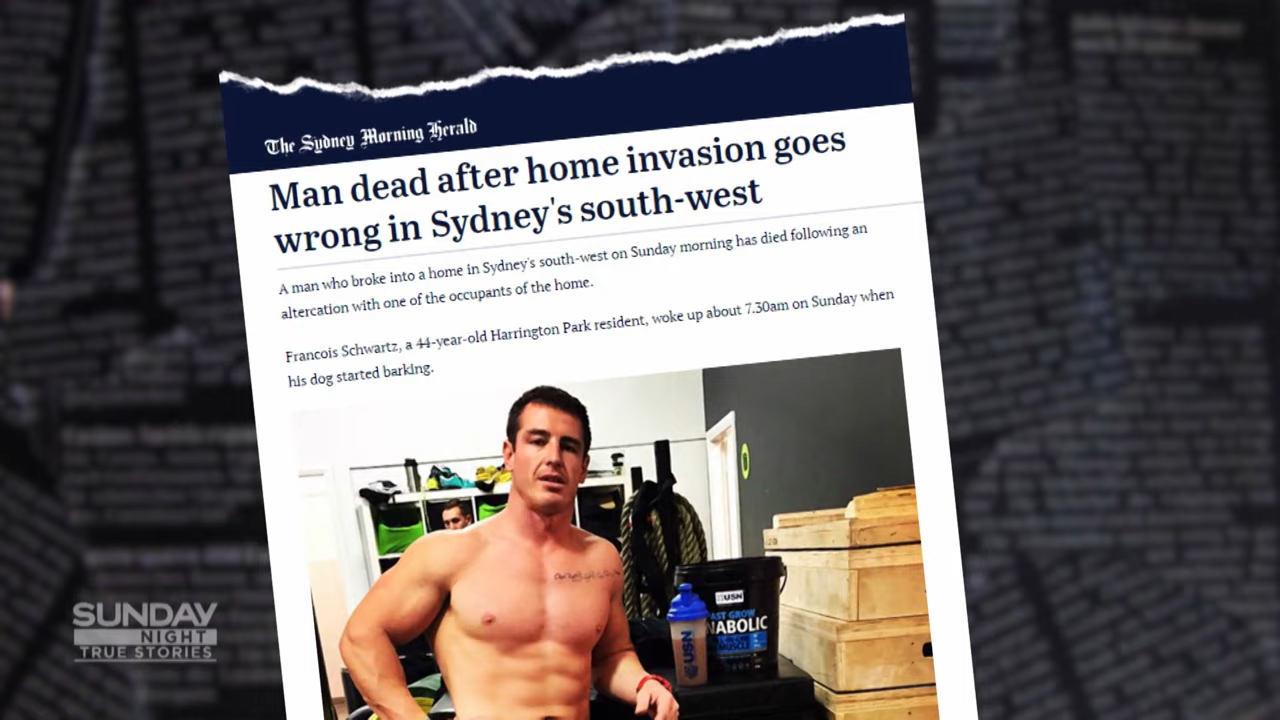 The Sydney Morning Herald
Man dead after home invasion goes
wrong in Sydney's south-west
A man who broke into a home in Sydney's south-west on Sunday morning has died following an
altercation with one of the occupants of the home.
Francois Schwartz, a 44-year-old Harrington Park resident, woke up about 7.30am on Sunday when
his dog started barking.
USN
FAST GROW
ANABOLIC
USN
SUNDAY
NIGHT
TRUE STORIES